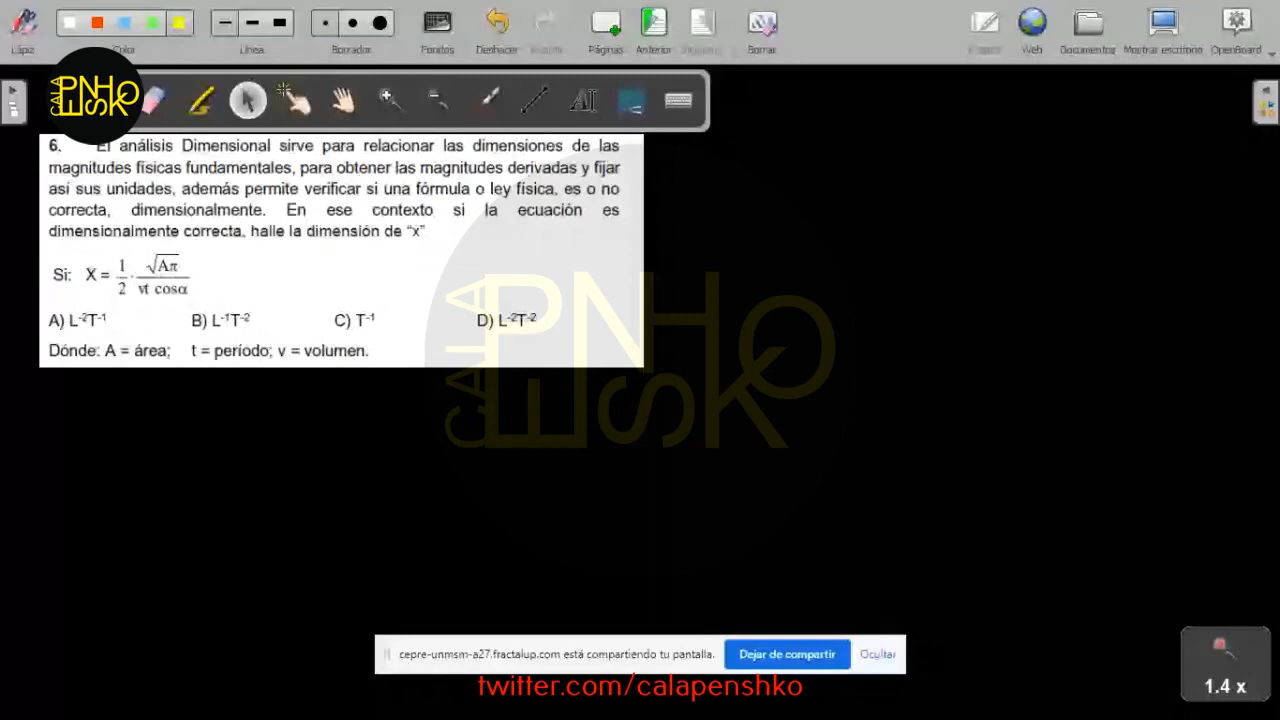 Lápiz
Color
Línea
Borrador
Fondos
Deshacer
Páginas
Anterior
Borrar
Web
Documentos
Mostrar escritorio
OpenBoard
CALA
PENSHKO
6. El análisis Dimensional sirve para relacionar las dimensiones de las
magnitudes físicas fundamentales, para obtener las magnitudes derivadas y fijar
así sus unidades, además permite verificar si una fórmula o ley física, es o no
correcta, dimensionalmente. En ese contexto si la ecuación es
dimensionalmente correcta, halle la dimensión de “x”
Si: X = 1/2 · √Aπ / vt cosα
A) L⁻²T⁻¹ B) L⁻¹T⁻² C) T⁻¹ D) L⁻²T⁻²
Dónde: A = área; t = período; v = volumen.
CALA
PENSHKO
cepre-unmsm-a27.fractalup.com está compartiendo tu pantalla.
Dejar de compartir
Ocultar
twitter.com/calapenshko
1.4 x